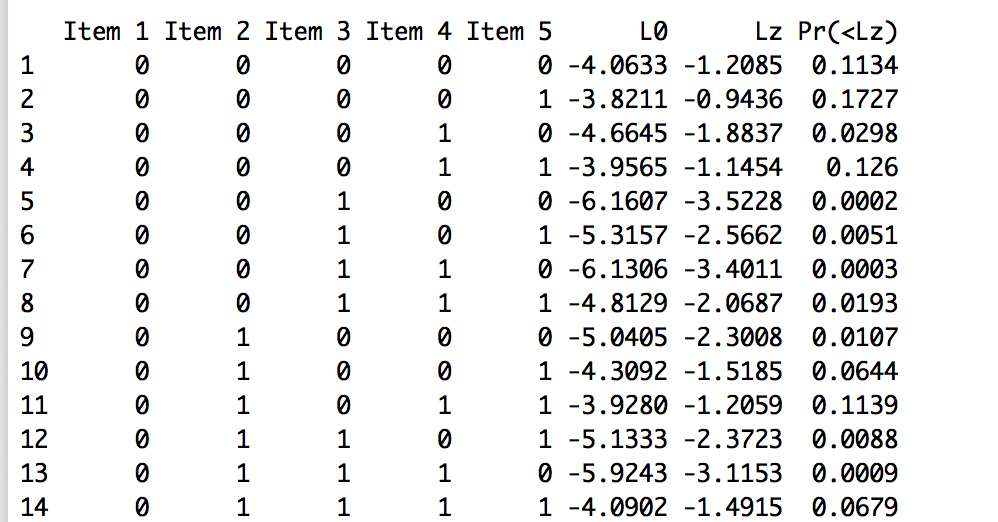 Item 1 Item 2 Item 3 Item 4 Item 5 L0 Lz Pr(<Lz)
1 0 0 0 0 0 -4.0633 -1.2085 0.1134
2 0 0 0 0 1 -3.8211 -0.9436 0.1727
3 0 0 0 1 0 -4.6645 -1.8837 0.0298
4 0 0 0 1 1 -3.9565 -1.1454 0.126
5 0 0 1 0 0 -6.1607 -3.5228 0.0002
6 0 0 1 0 1 -5.3157 -2.5662 0.0051
7 0 0 1 1 0 -6.1306 -3.4011 0.0003
8 0 0 1 1 1 -4.8129 -2.0687 0.0193
9 0 1 0 0 0 -5.0405 -2.3008 0.0107
10 0 1 0 0 1 -4.3092 -1.5185 0.0644
11 0 1 0 1 1 -3.9280 -1.2059 0.1139
12 0 1 1 0 1 -5.1333 -2.3723 0.0088
13 0 1 1 1 0 -5.9243 -3.1153 0.0009
14 0 1 1 1 1 -4.0902 -1.4915 0.0679